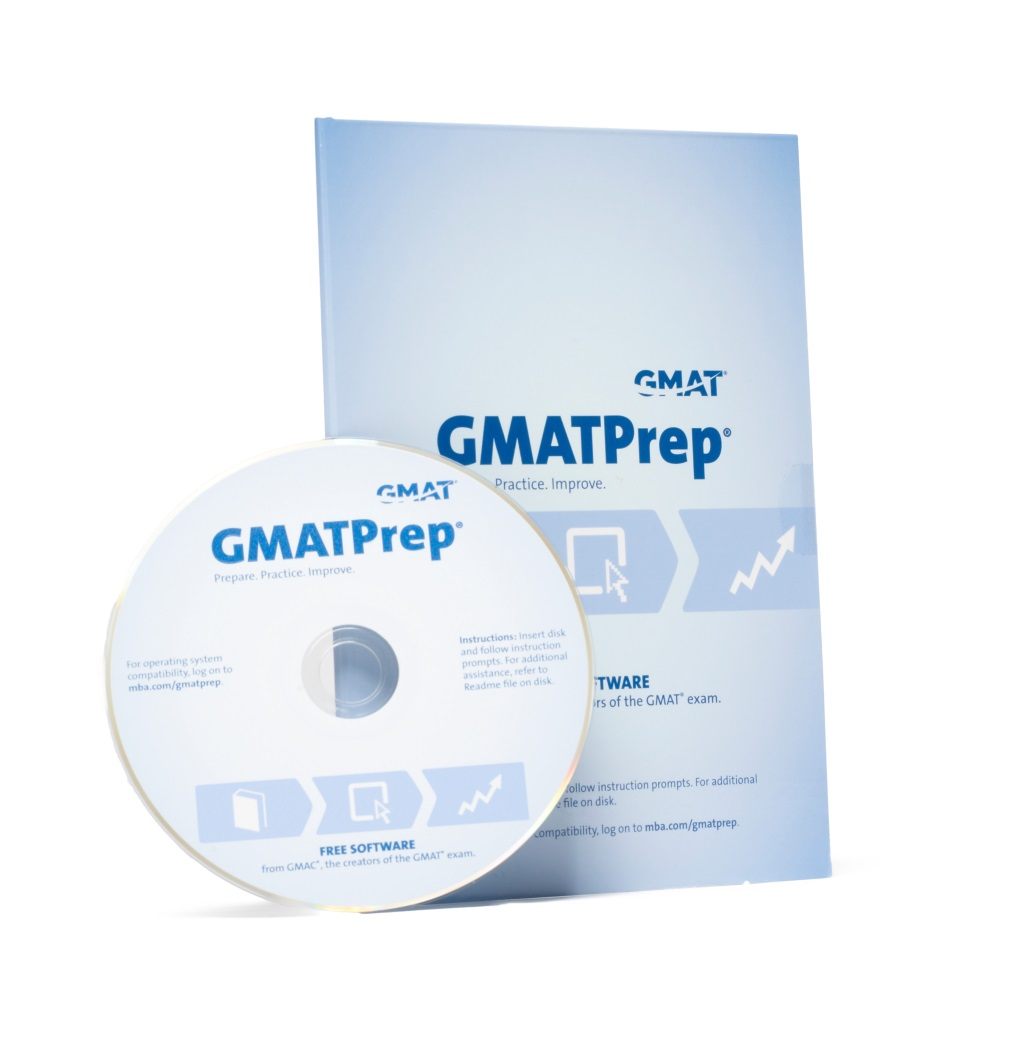 GMAT®
GMATPrep®
Practice. Improve.
of the GMAT® exam.
follow instruction prompts. For additional
file on disk.
compatibility, log on to mba.com/gmatprep.
GMAT®
GMATPrep®
Prepare. Practice. Improve.
For operating system
compatibility, log on to
mba.com/gmatprep.
Instructions: Insert disk
and follow instruction
prompts. For additional
assistance, refer to
Readme file on disk.
FREE SOFTWARE
from GMAC®, the creators of the GMAT® exam.